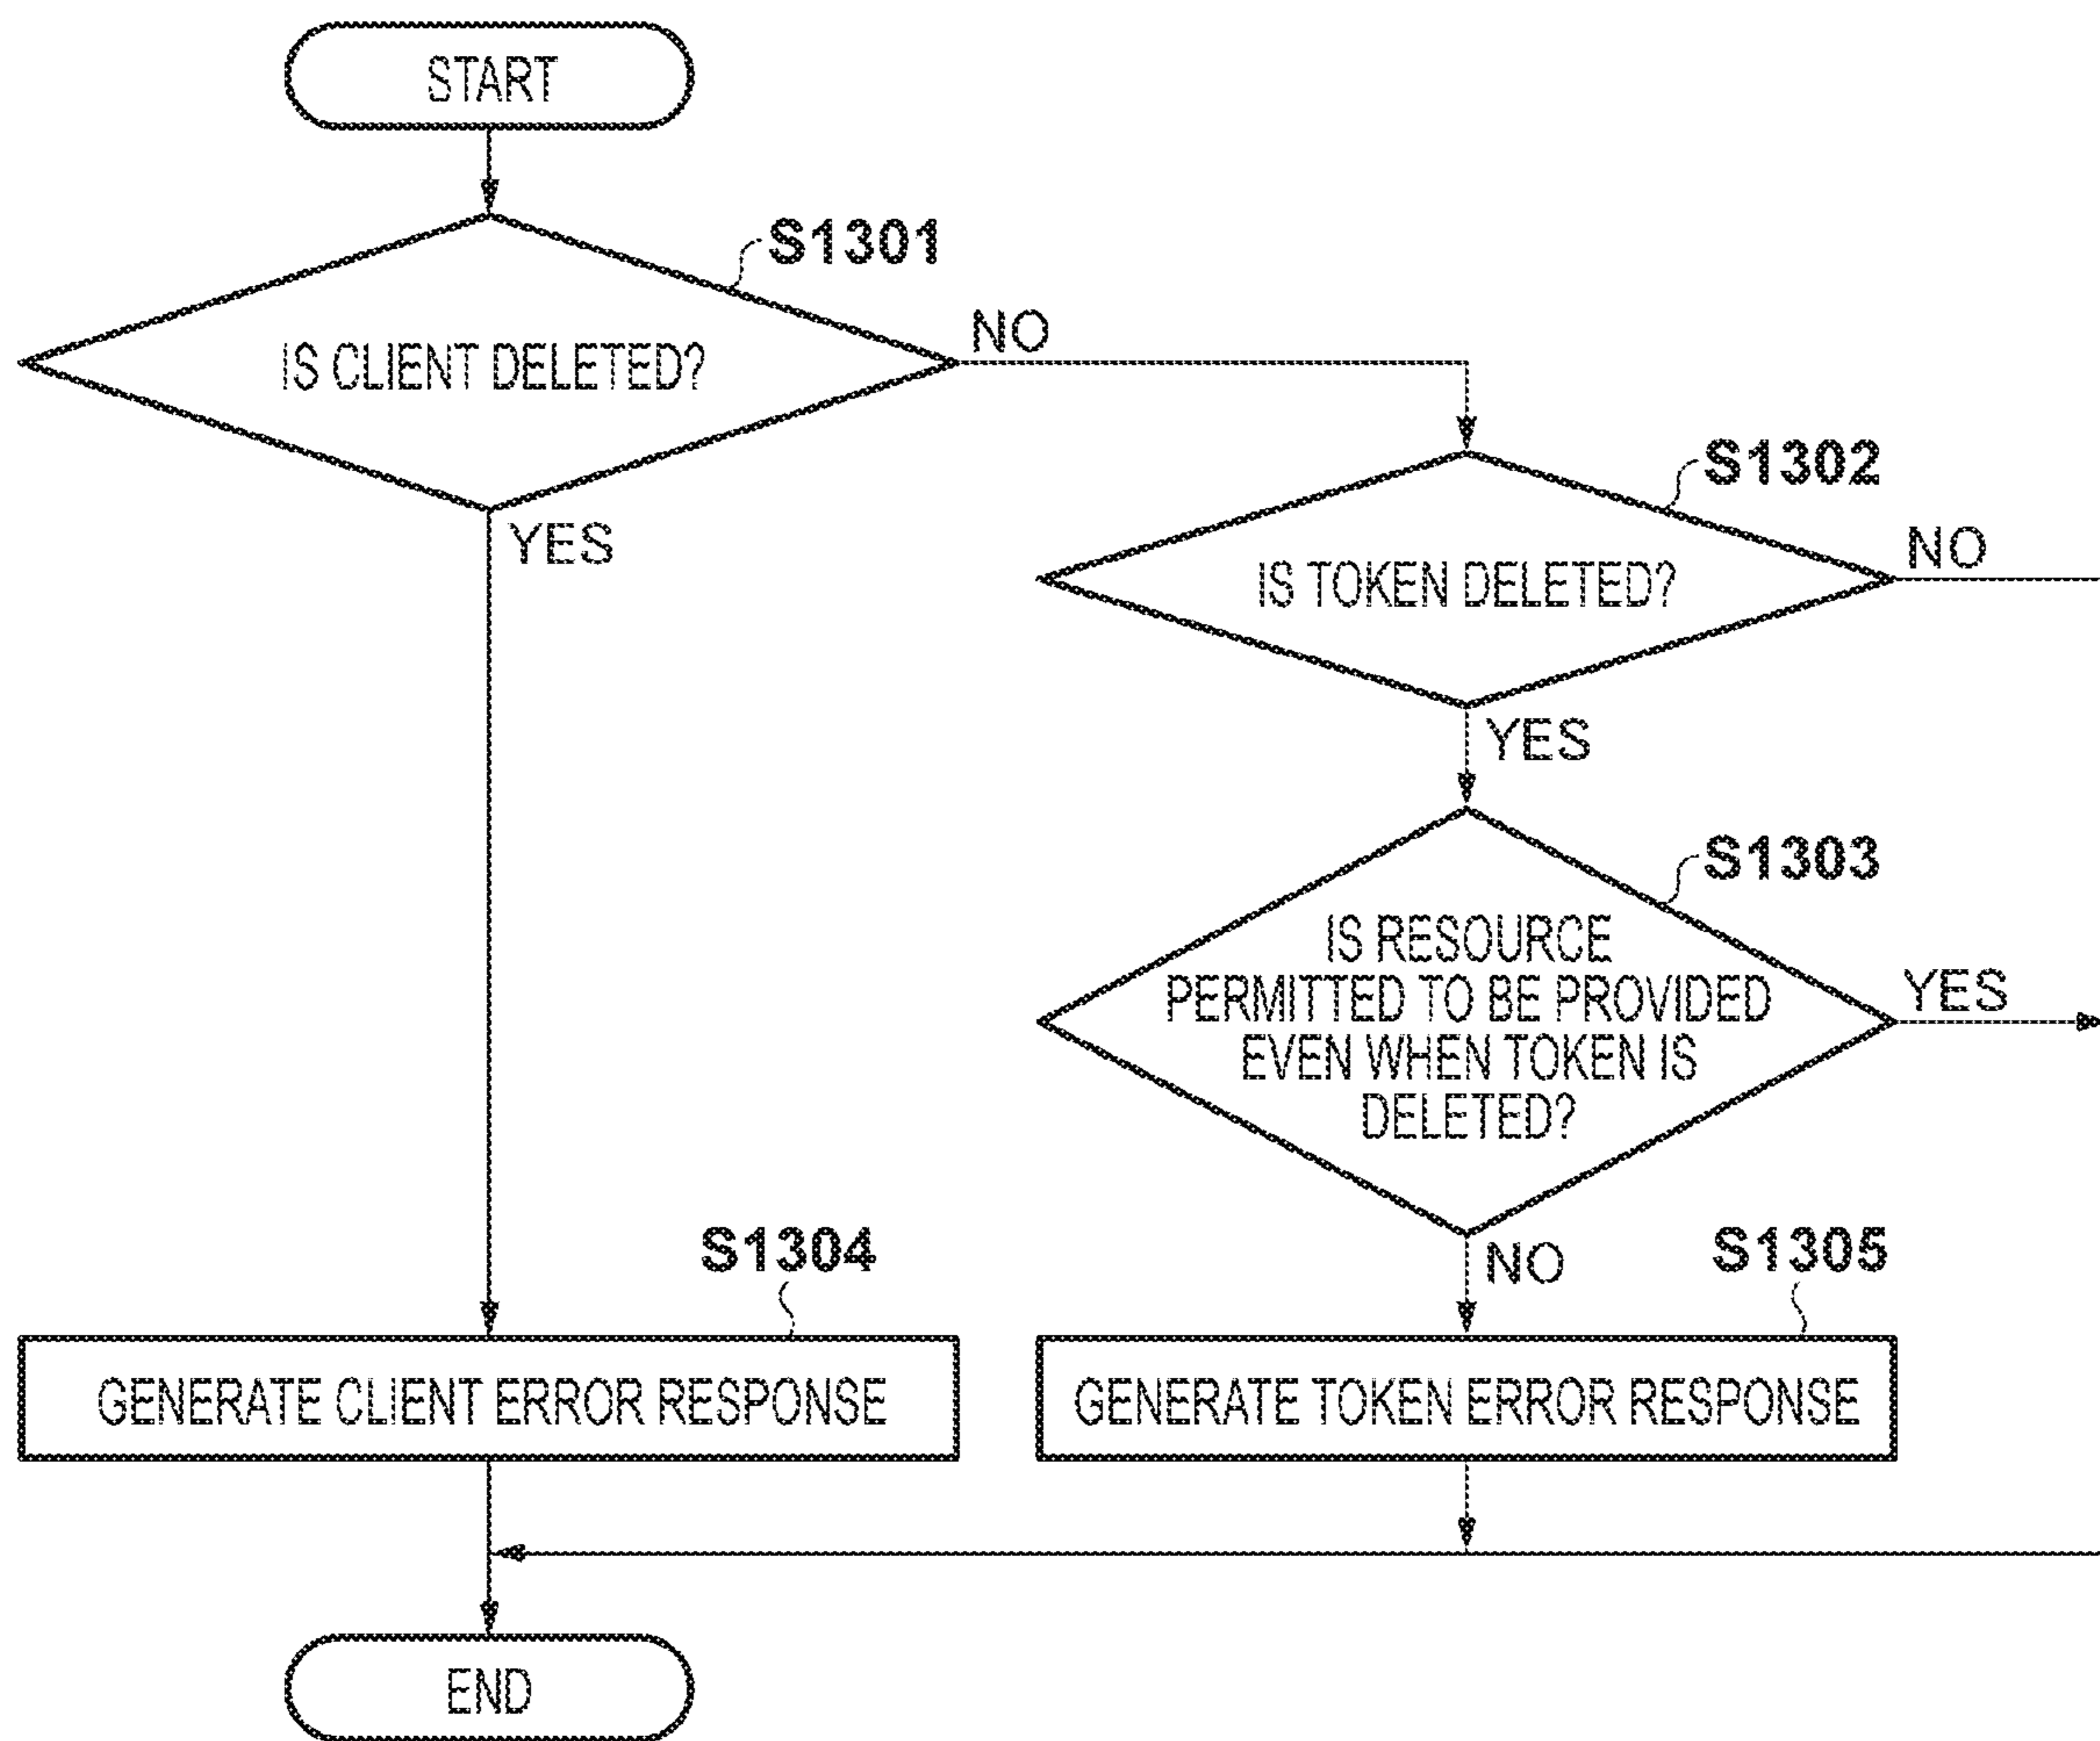 START
S1301
IS CLIENT DELETED?
NO
YES
S1302
IS TOKEN DELETED?
NO
YES
S1303
IS RESOURCE
PERMITTED TO BE PROVIDED
EVEN WHEN TOKEN IS
DELETED?
YES
NO
S1304
GENERATE CLIENT ERROR RESPONSE
S1305
GENERATE TOKEN ERROR RESPONSE
END